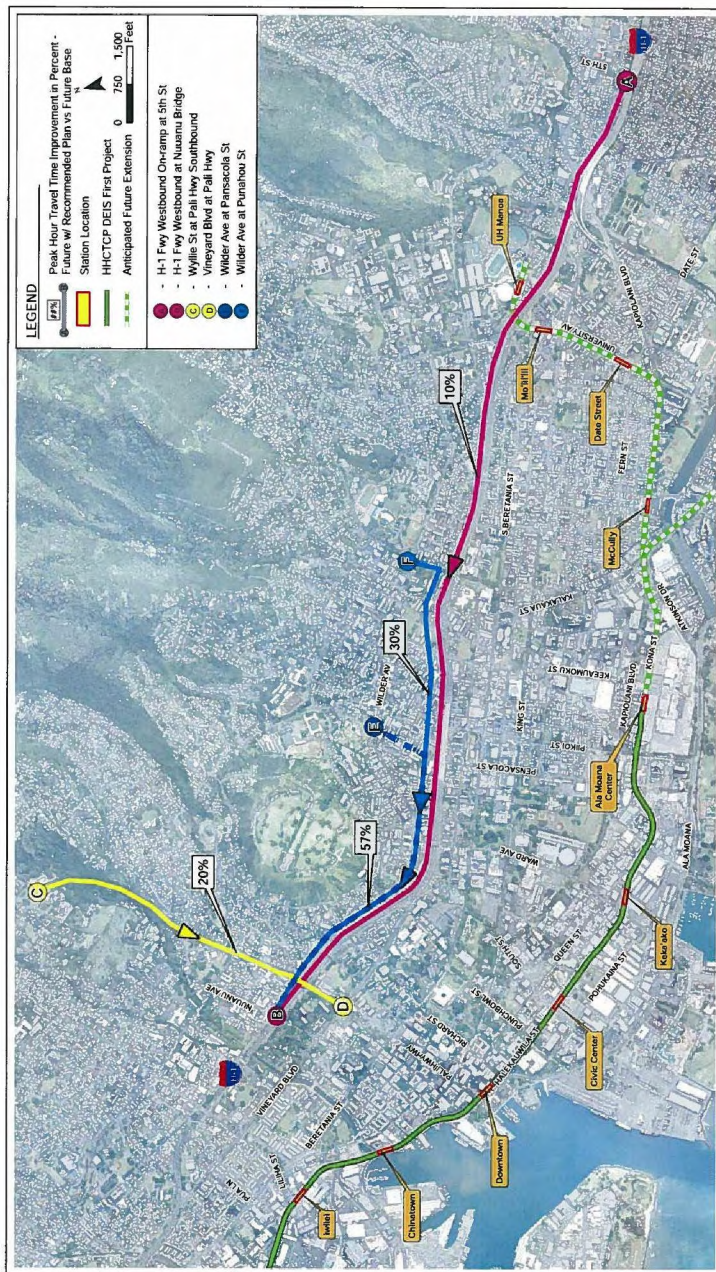 LEGEND
##%
Peak Hour Travel Time Improvement in Percent -
Future w/ Recommended Plan vs Future Base
Station Location
HHCTCP DEIS First Project
Anticipated Future Extension
0 750 1,500
Feet
A - H-1 Fwy Westbound On-ramp at 5th St
B - H-1 Fwy Westbound at Nuuanu Bridge
C - Wyllie St at Pali Hwy Southbound
D - Vineyard Blvd at Pali Hwy
E - Wilder Ave at Pansacola St
F - Wilder Ave at Punahou St
C
20%
NUUANU AVE
B
D
H-1
57%
E
WILDER AV
30%
F
10%
A
5TH ST
H-1
UH Manoa
Mo'ili'ili
UNIVERSITY AV
Date Street
KAPIOLANI BLVD
DATE ST
S BERETANIA ST
FERN ST
McCully
KALAKAUA ST
ATKINSON DR
KEEAUMOKU ST
KONA ST
KAPIOLANI BLVD
KING ST
PIIKOI ST
PENSACOLA ST
Ala Moana
Center
WARD AVE
ALA MOANA
Kaka'ako
SOUTH ST
QUEEN ST
POHUKAINA ST
PUNCHBOWL ST
RICHARD ST
Civic Center
HALEKAUWILA ST
Downtown
VINEYARD BLVD
BERETANIA ST
Chinatown
LILIHA ST
PUA LN
Iwilei